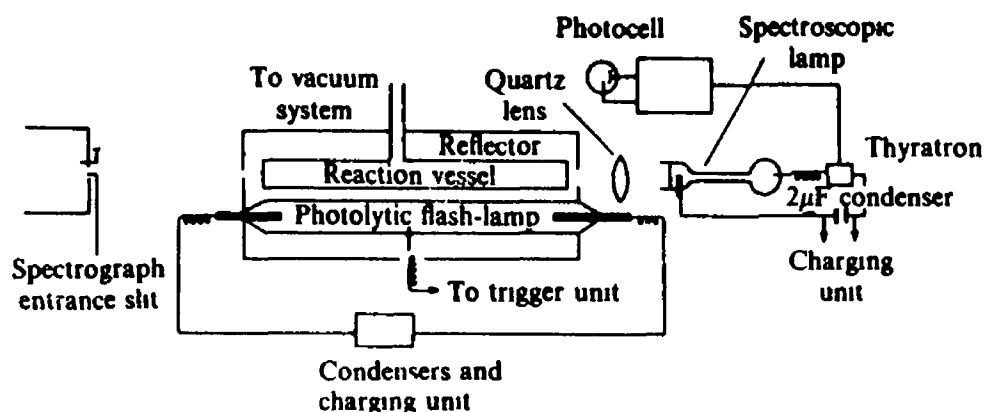 Photocell
Spectroscopic
lamp
To vacuum
system
Quartz
lens
Reflector
Reaction vessel
Thyratron
2μF condenser
Photolytic flash-lamp
Spectrograph
entrance slit
To trigger unit
Charging
unit
Condensers and
charging unit